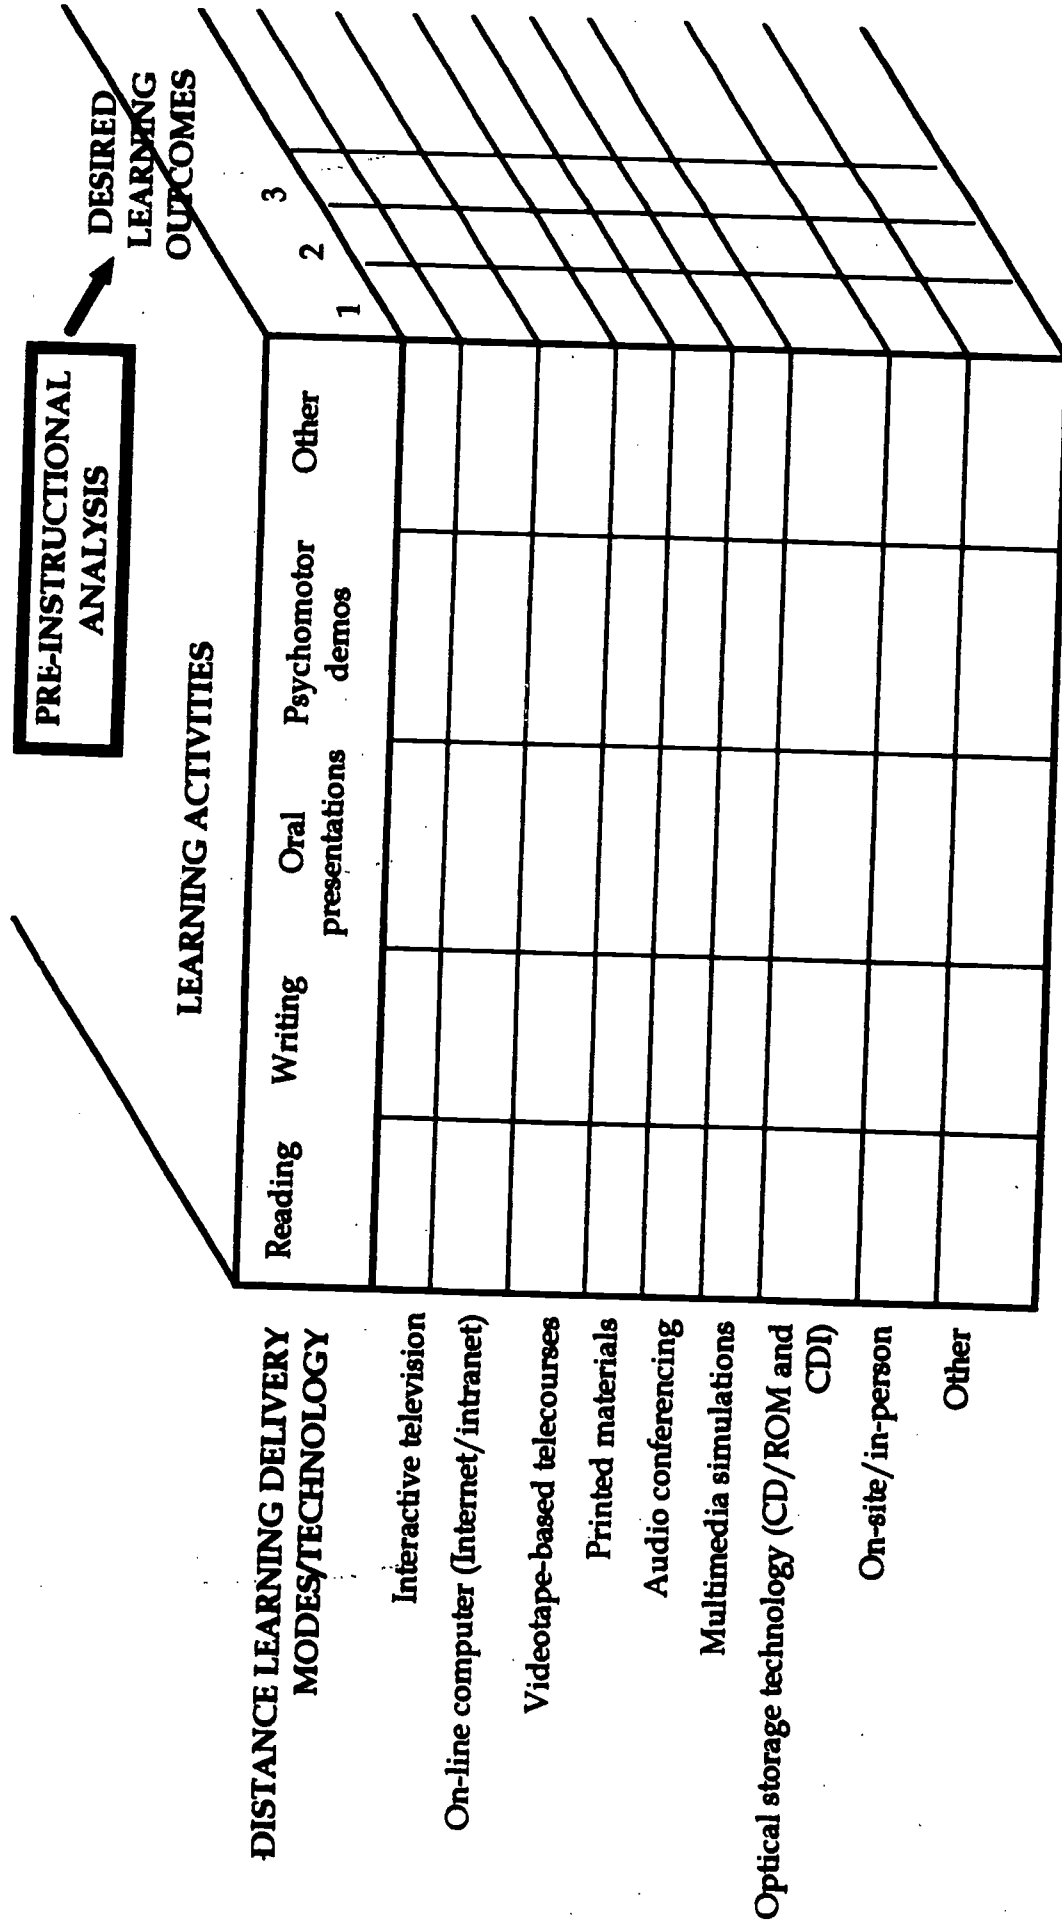 PRE-INSTRUCTIONAL
ANALYSIS
DESIRED
LEARNING
OUTCOMES
LEARNING ACTIVITIES
DISTANCE LEARNING DELIVERY
MODES/TECHNOLOGY
Reading
Writing
Oral
presentations
Psychomotor
demos
Other
1
2
3
Interactive television
On-line computer (Internet/intranet)
Videotape-based telecourses
Printed materials
Audio conferencing
Multimedia simulations
Optical storage technology (CD/ROM and
CDI)
On-site/in-person
Other